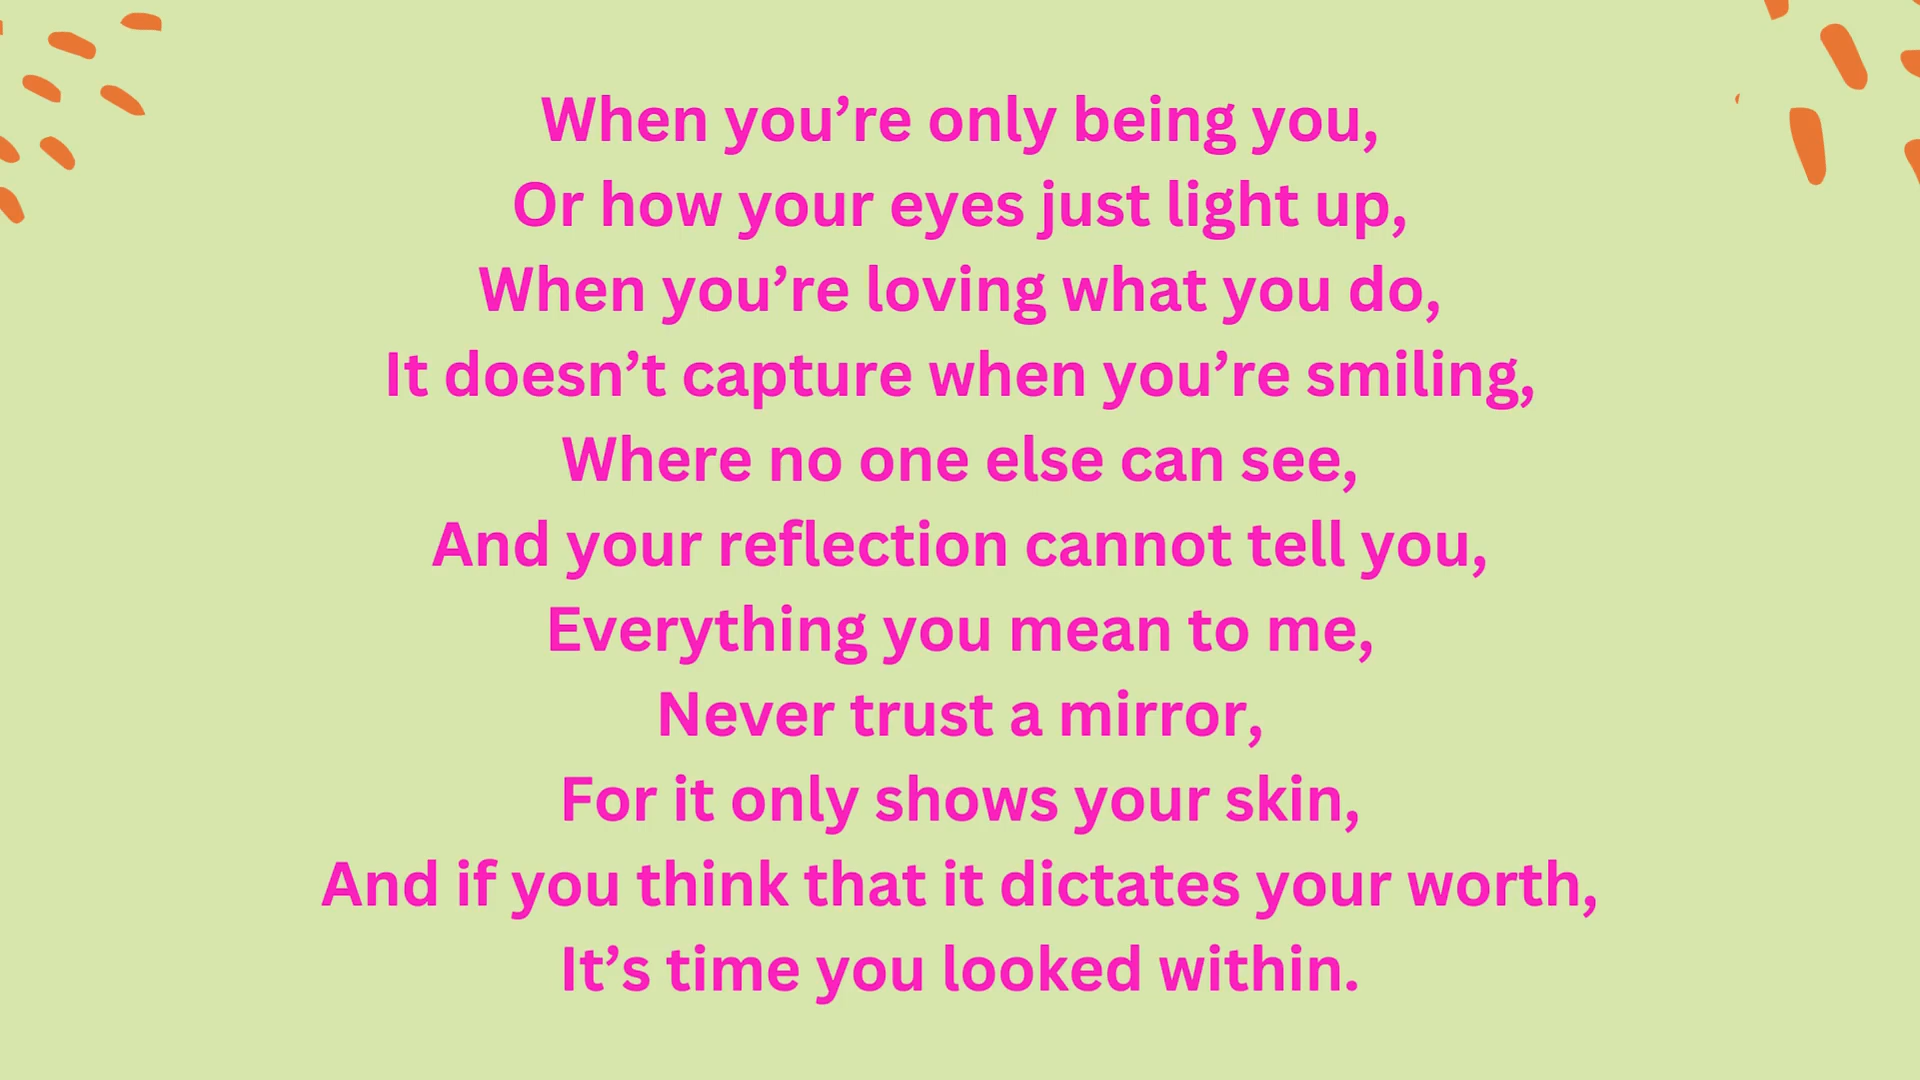 When you’re only being you,
Or how your eyes just light up,
When you’re loving what you do,
It doesn’t capture when you’re smiling,
Where no one else can see,
And your reflection cannot tell you,
Everything you mean to me,
Never trust a mirror,
For it only shows your skin,
And if you think that it dictates your worth,
It’s time you looked within.